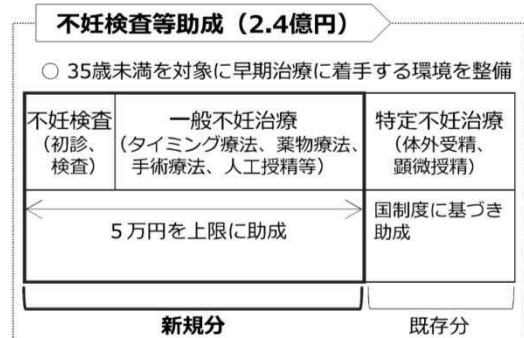 不妊検査等助成（2.4億円）
○ 35歳未満を対象に早期治療に着手する環境を整備
不妊検査
（初診、
検査）
一般不妊治療
（タイミング療法、薬物療法、
手術療法、人工授精等）
特定不妊治療
（体外受精、
顕微授精）
５万円を上限に助成
国制度に基づき
助成
新規分
既存分